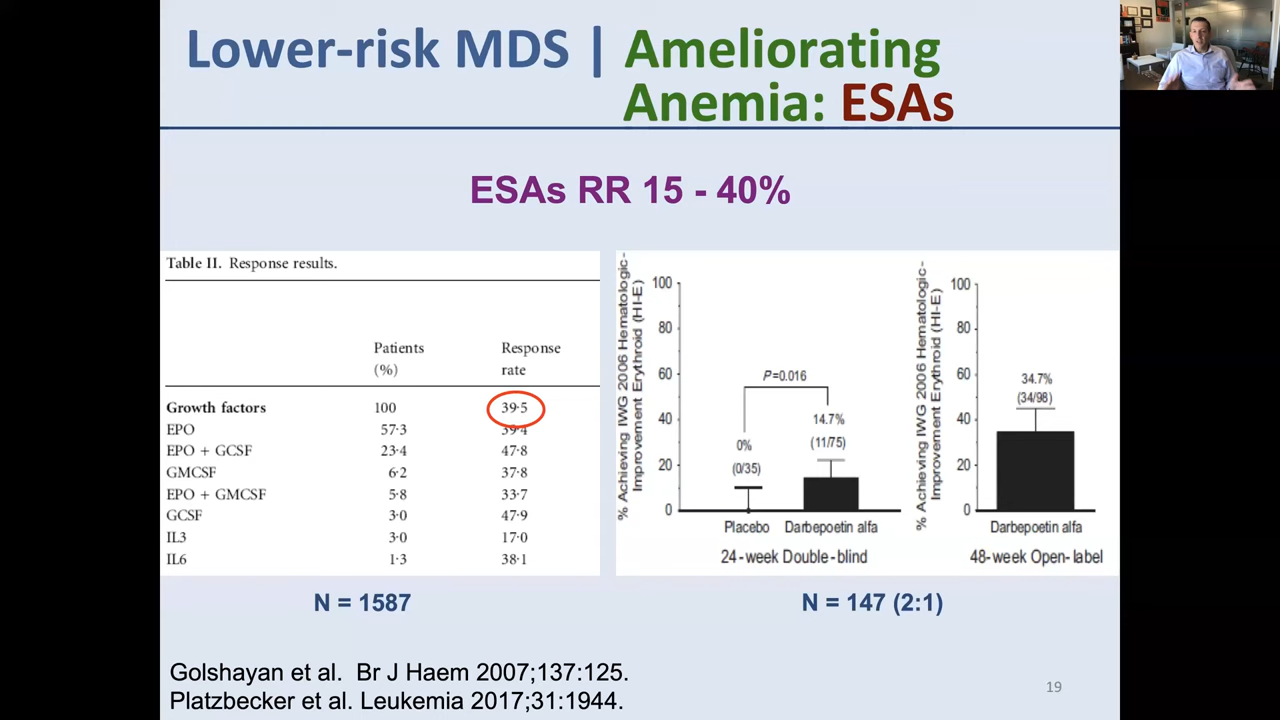 Lower-risk MDS | Ameliorating
Anemia: ESAs
ESAs RR 15 - 40%
Table II. Response results.
Patients Response
(%) rate
Growth factors 100 39·5
EPO 57·3 39·4
EPO + GCSF 23·4 47·8
GMCSF 6·2 37·8
EPO + GMCSF 5·8 33·7
GCSF 3·0 47·9
IL3 3·0 17·0
IL6 1·3 38·1
N = 1587
% Achieving IWG 2006 Hematologic-
Improvement Erythroid (HI-E)
100
80
60
40
20
0
P=0.016
0%
(0/35)
14.7%
(11/75)
Placebo Darbepoetin alfa
24-week Double-blind
% Achieving IWG 2006 Hematologic-
Improvement Erythroid (HI-E)
100
80
60
40
20
0
34.7%
(34/98)
Darbepoetin alfa
48-week Open-label
N = 147 (2:1)
Golshayan et al. Br J Haem 2007;137:125.
Platzbecker et al. Leukemia 2017;31:1944.
19